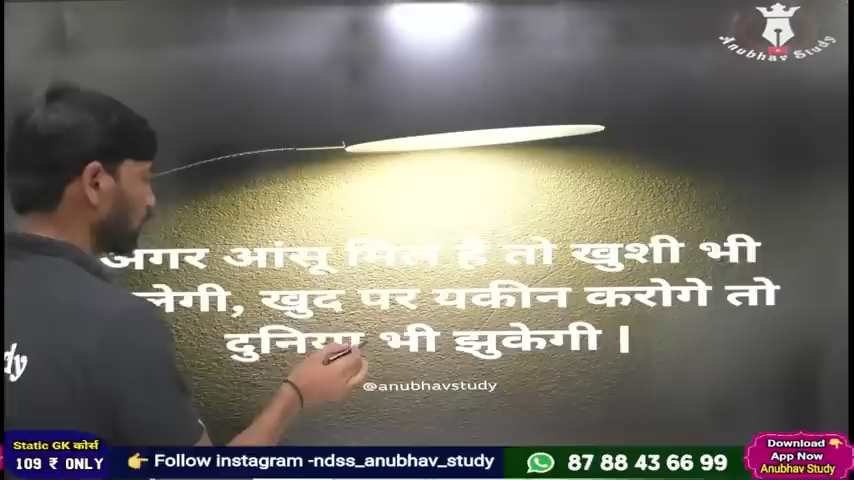 Anubhav Study
अगर आंसू मिले है तो खुशी भी
खुद पर यकीन करोगे तो
दुनिया भी झुकेगी |
@anubhavstudy
dy
Static GK कोर्स
109 ₹ ONLY
Follow instagram -ndss_anubhav_study
87 88 43 66 99
Download
App Now
Anubhav Study